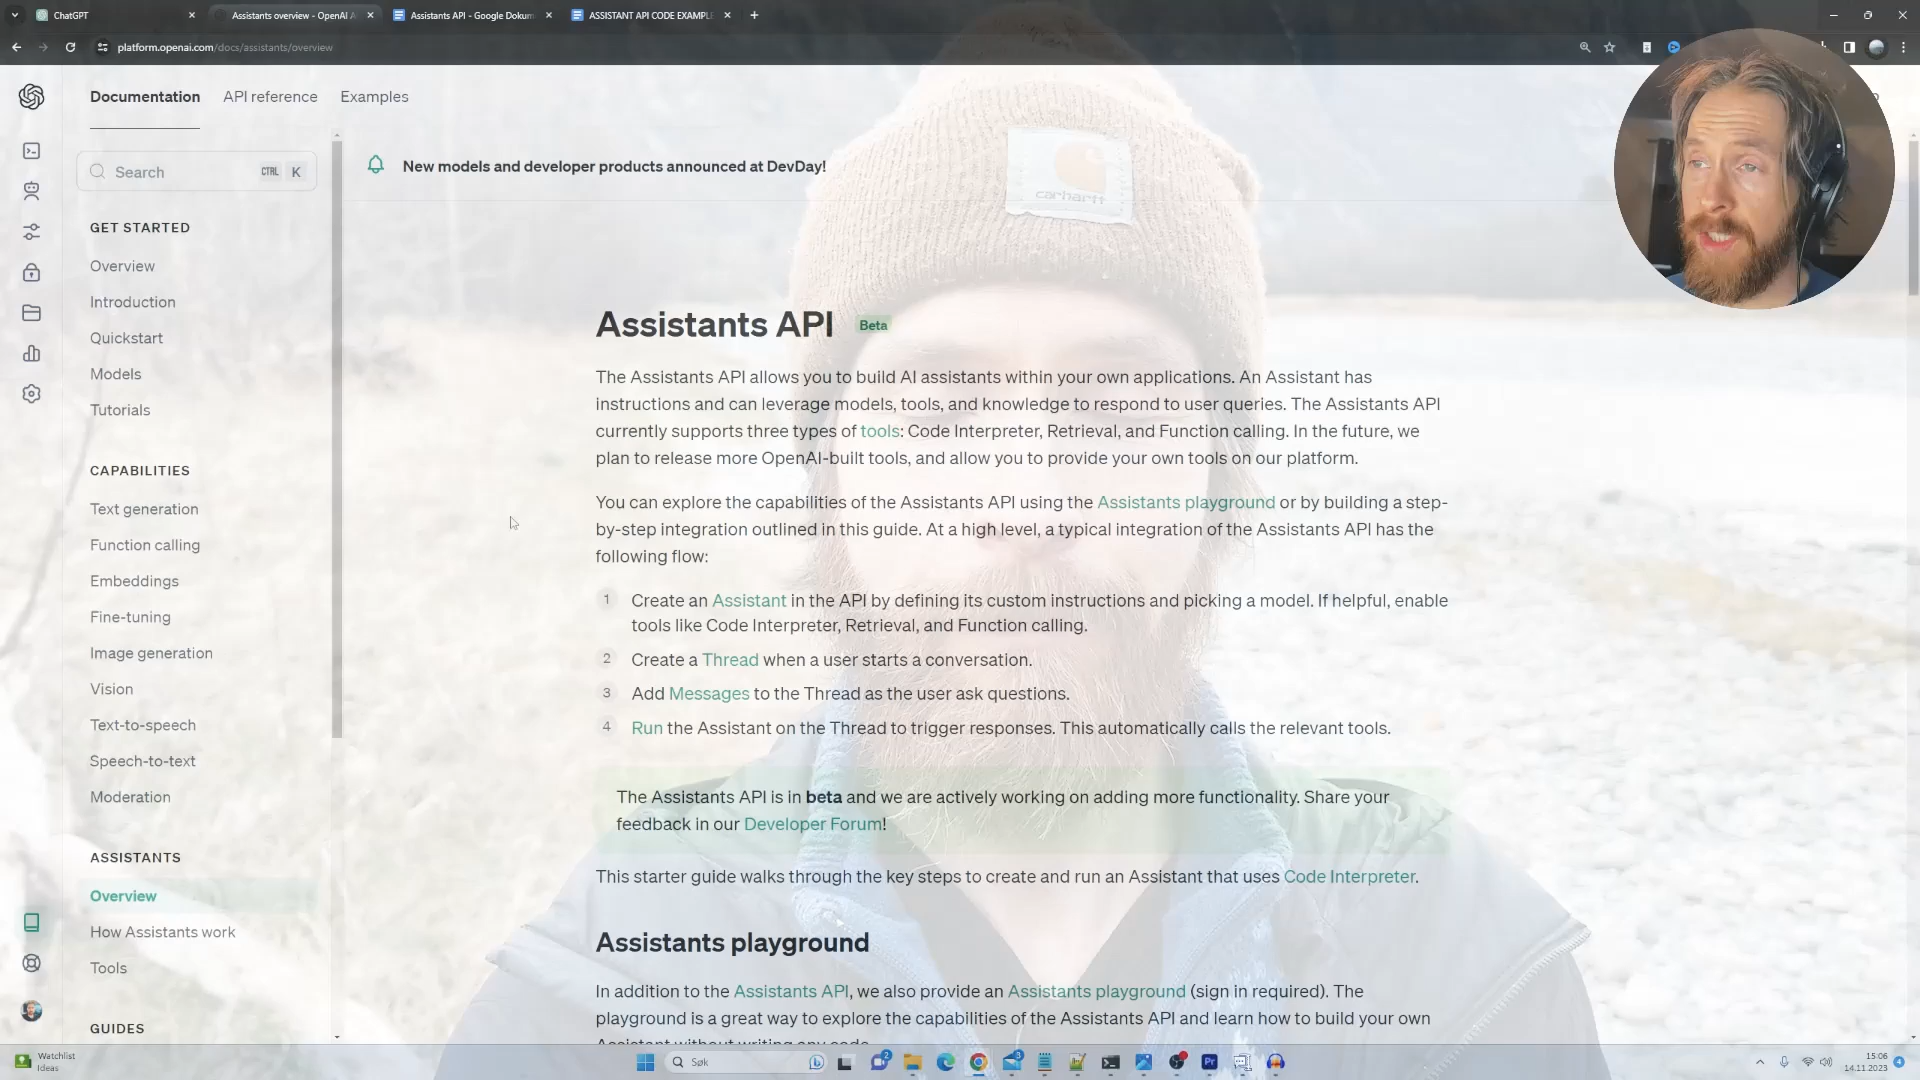 ChatGPT
Assistants overview - OpenAI A
Assistants API - Google Dokum
ASSISTANT API CODE EXAMPLE
platform.openai.com/docs/assistants/overview
Documentation
API reference
Examples
Search
CTRL K
New models and developer products announced at DevDay!
carhartt
GET STARTED
Overview
Introduction
Quickstart
Models
Tutorials
CAPABILITIES
Text generation
Function calling
Embeddings
Fine-tuning
Image generation
Vision
Text-to-speech
Speech-to-text
Moderation
ASSISTANTS
Overview
How Assistants work
Tools
GUIDES
Assistants API Beta
The Assistants API allows you to build AI assistants within your own applications. An Assistant has
instructions and can leverage models, tools, and knowledge to respond to user queries. The Assistants API
currently supports three types of tools: Code Interpreter, Retrieval, and Function calling. In the future, we
plan to release more OpenAI-built tools, and allow you to provide your own tools on our platform.
You can explore the capabilities of the Assistants API using the Assistants playground or by building a step-
by-step integration outlined in this guide. At a high level, a typical integration of the Assistants API has the
following flow:
1 Create an Assistant in the API by defining its custom instructions and picking a model. If helpful, enable
tools like Code Interpreter, Retrieval, and Function calling.
2 Create a Thread when a user starts a conversation.
3 Add Messages to the Thread as the user ask questions.
4 Run the Assistant on the Thread to trigger responses. This automatically calls the relevant tools.
The Assistants API is in beta and we are actively working on adding more functionality. Share your
feedback in our Developer Forum!
This starter guide walks through the key steps to create and run an Assistant that uses Code Interpreter.
Assistants playground
In addition to the Assistants API, we also provide an Assistants playground (sign in required). The
playground is a great way to explore the capabilities of the Assistants API and learn how to build your own
Assistant without writing any code.
Watchlist
Ideas
Søk
2
3
Pr
15:06
14.11.2023
4